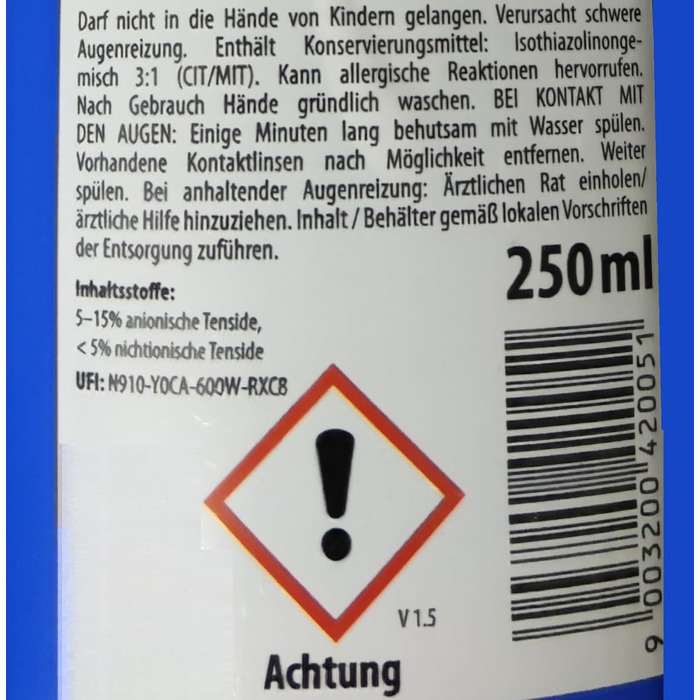 Darf nicht in die Hände von Kindern gelangen. Verursacht schwere
Augenreizung. Enthält Konservierungsmittel: Isothiazolinonge-
misch 3:1 (CIT/MIT). Kann allergische Reaktionen hervorrufen.
Nach Gebrauch Hände gründlich waschen. BEI KONTAKT MIT
DEN AUGEN: Einige Minuten lang behutsam mit Wasser spülen.
Vorhandene Kontaktlinsen nach Möglichkeit entfernen. Weiter
spülen. Bei anhaltender Augenreizung: Ärztlichen Rat einholen/
ärztliche Hilfe hinzuziehen. Inhalt / Behälter gemäß lokalen Vorschriften
der Entsorgung zuführen.
250 ml
Inhaltsstoffe:
5–15% anionische Tenside,
< 5% nichtionische Tenside
UFI: N910-Y0CA-600W-RXC8
9 003200 420051
V 1.5
Achtung